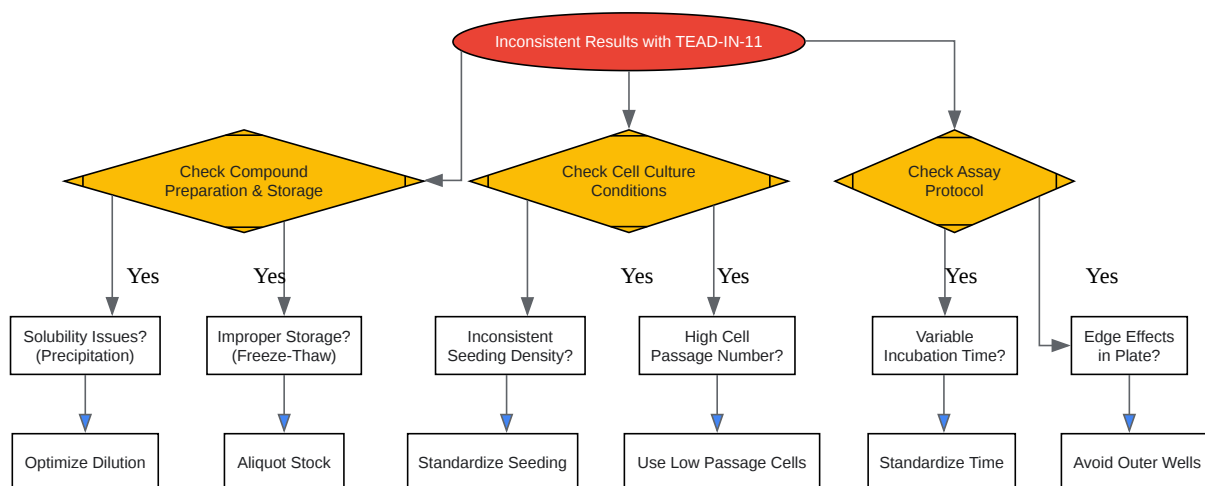 Inconsistent Results with TEAD-IN-11
Check Compound
Preparation & Storage
Check Cell Culture
Conditions
Check Assay
Protocol
Yes
Yes
Yes
Yes
Yes
Yes
Solubility Issues?
(Precipitation)
Improper Storage?
(Freeze-Thaw)
Inconsistent
Seeding Density?
High Cell
Passage Number?
Variable
Incubation Time?
Edge Effects
in Plate?
Optimize Dilution
Aliquot Stock
Standardize Seeding
Use Low Passage Cells
Standardize Time
Avoid Outer Wells